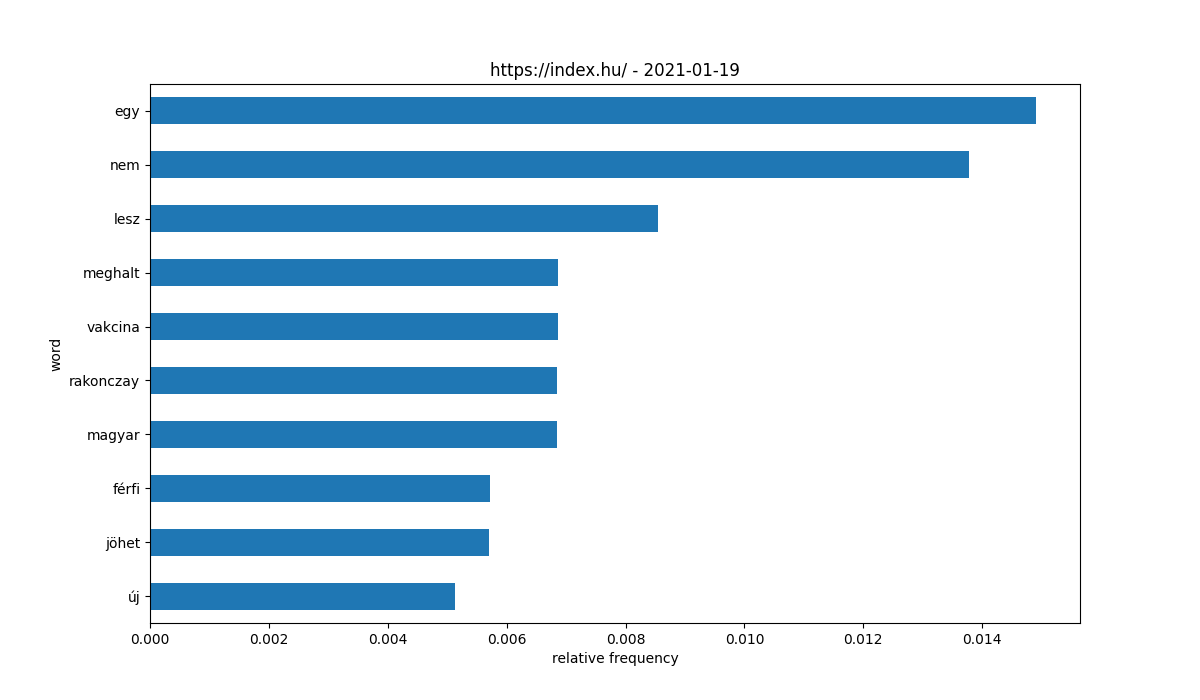 https://index.hu/ - 2021-01-19
egy
nem
lesz
meghalt
vakcina
rakonczay
magyar
férfi
jöhet
új
word
0.000 0.002 0.004 0.006 0.008 0.010 0.012 0.014
relative frequency